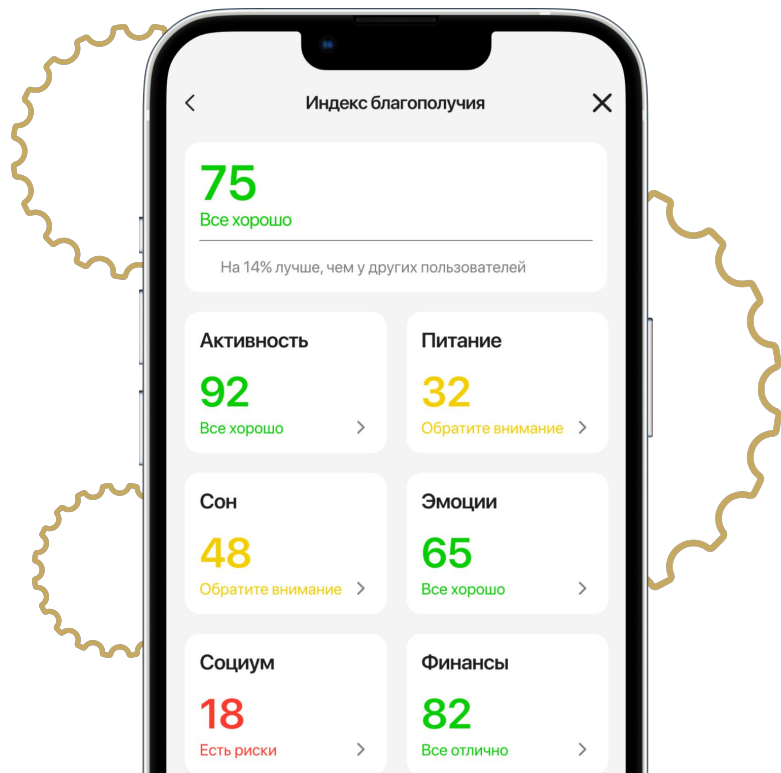 Индекс благополучия
75
Все хорошо
На 14% лучше, чем у других пользователей
Активность
92
Все хорошо
Питание
32
Обратите внимание
Сон
48
Обратите внимание
Эмоции
65
Все хорошо
Социум
18
Есть риски
Финансы
82
Все отлично